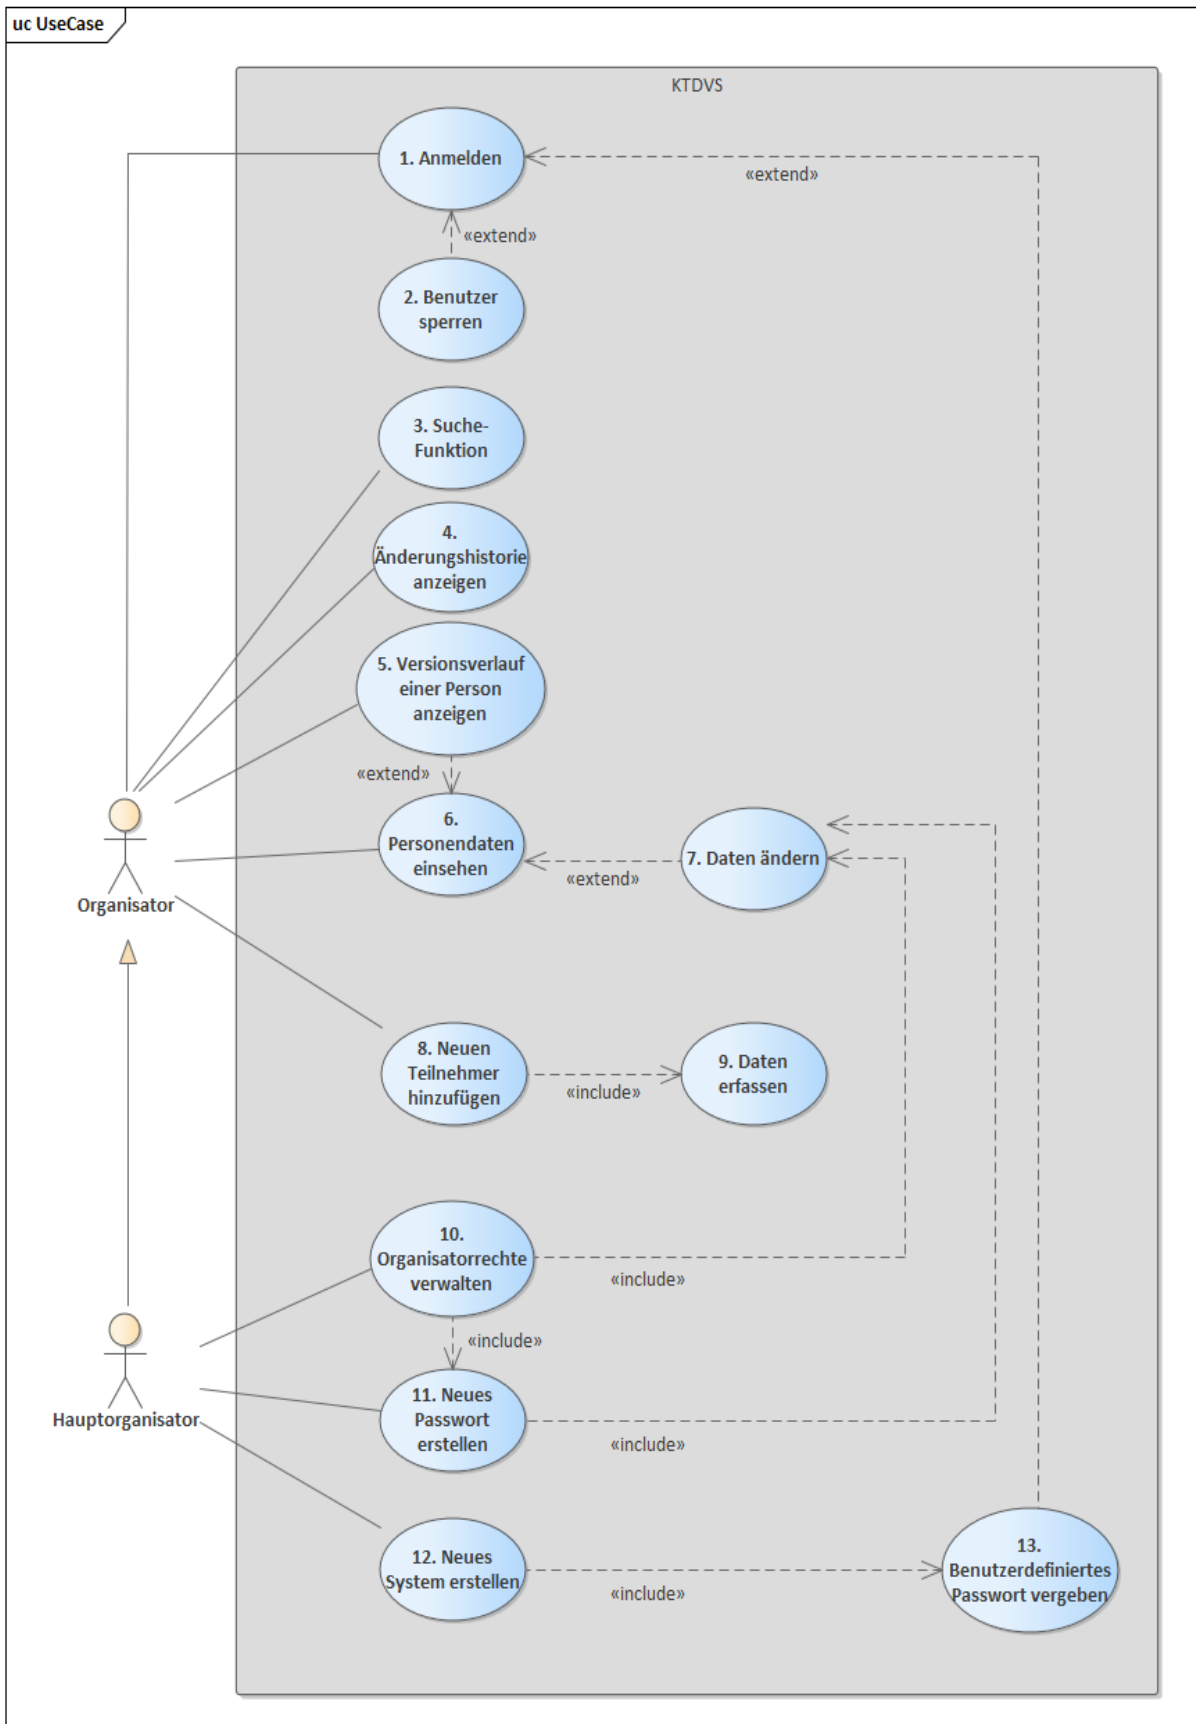 uc UseCase
KTDVS
1. Anmelden
«extend»
«extend»
2. Benutzer
sperren
3. Suche-
Funktion
4.
Änderungshistorie
anzeigen
5. Versionsverlauf
einer Person
anzeigen
«extend»
6.
Personendaten
einsehen
7. Daten ändern
«extend»
Organisator
8. Neuen
Teilnehmer
hinzufügen
«include»
9. Daten
erfassen
10.
Organisatorrechte
verwalten
«include»
«include»
11. Neues
Passwort
erstellen
«include»
Hauptorganisator
12. Neues
System erstellen
«include»
13.
Benutzerdefiniertes
Passwort vergeben